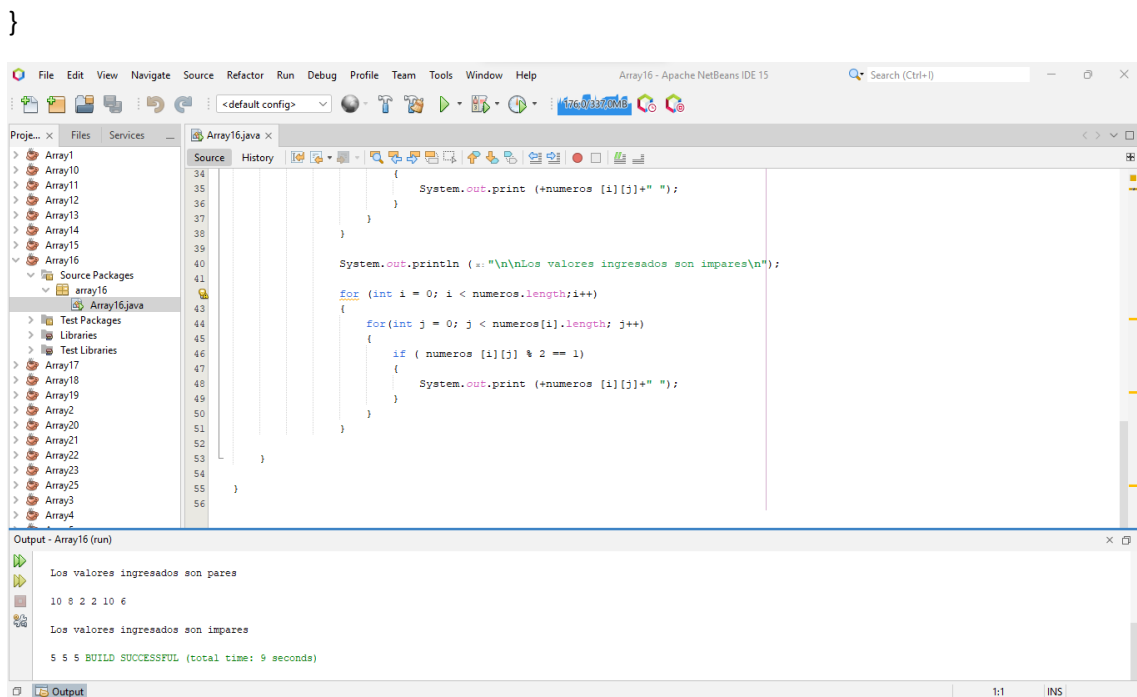 }
File Edit View Navigate Source Refactor Run Debug Profile Team Tools Window Help Array16 - Apache NetBeans IDE 15 Search (Ctrl+I)
<default config> 176,0/337,0MB
Proje... Files Services Array16.java
Source History
Array1
Array10
Array11
Array12
Array13
Array14
Array15
Array16
Source Packages
array16
Array16.java
Test Packages
Libraries
Test Libraries
Array17
Array18
Array19
Array2
Array20
Array21
Array22
Array23
Array25
Array3
Array4
34 {
35 System.out.print (+numeros [i][j]+" ");
36 }
37 }
38 }
39
40 System.out.println ( x: "\n\nLos valores ingresados son impares\n");
41
for (int i = 0; i < numeros.length;i++)
43 {
44 for(int j = 0; j < numeros[i].length; j++)
45 {
46 if ( numeros [i][j] % 2 == 1)
47 {
48 System.out.print (+numeros [i][j]+" ");
49 }
50 }
51 }
52
53 }
54
55 }
56
Output - Array16 (run)
Los valores ingresados son pares
10 8 2 2 10 6
Los valores ingresados son impares
5 5 5 BUILD SUCCESSFUL (total time: 9 seconds)
Output 1:1 INS